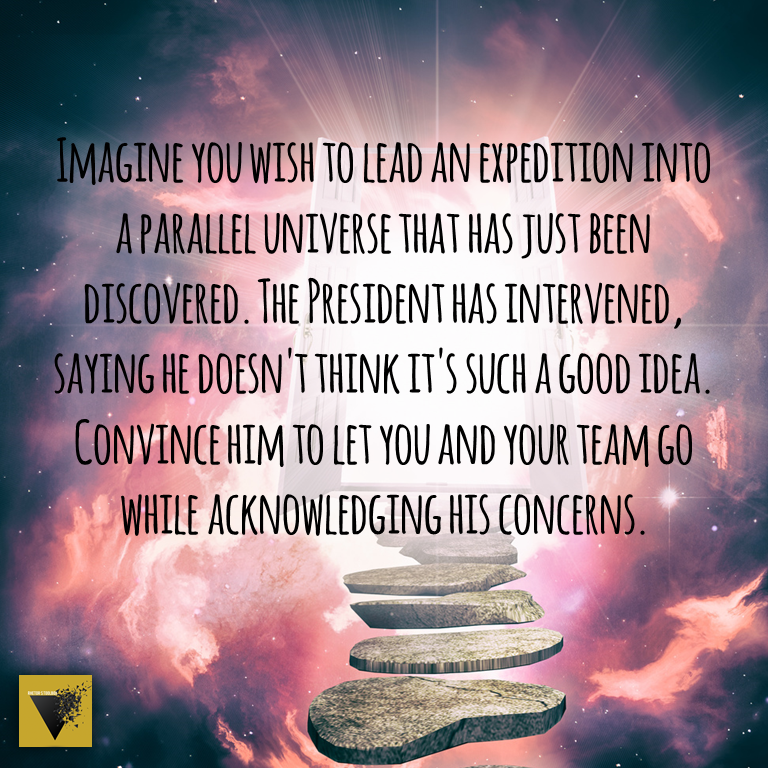 Imagine you wish to lead an expedition into
a parallel universe that has just been
discovered. The President has intervened,
saying he doesn't think it's such a good idea.
Convince him to let you and your team go
while acknowledging his concerns.